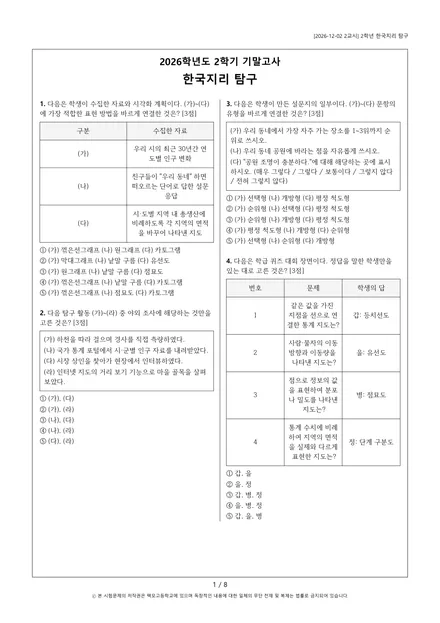 [2026-12-02 2교시] 2학년 한국지리 탐구
2026학년도 2학기 기말고사
한국지리 탐구
1. 다음은 학생이 수집한 자료와 시각화 계획이다. (가)~(다)
에 가장 적합한 표현 방법을 바르게 연결한 것은? [3점]
구분 수집한 자료
(가) 우리 시의 최근 30년간 연
도별 인구 변화
(나) 친구들이 "우리 동네" 하면
떠오르는 단어로 답한 설문
응답
(다) 시·도별 지역 내 총생산에
비례하도록 각 지역의 면적
을 바꾸어 나타낸 지도
① (가) 꺾은선그래프 (나) 원그래프 (다) 카토그램
② (가) 막대그래프 (나) 낱말 구름 (다) 유선도
③ (가) 원그래프 (나) 낱말 구름 (다) 점묘도
④ (가) 꺾은선그래프 (나) 낱말 구름 (다) 카토그램
⑤ (가) 꺾은선그래프 (나) 점묘도 (다) 카토그램
2. 다음 탐구 활동 (가)~(라) 중 야외 조사에 해당하는 것만을
고른 것은? [3점]
(가) 하천을 따라 걸으며 경사를 직접 측량하였다.
(나) 국가 통계 포털에서 시·군별 인구 자료를 내려받았다.
(다) 시장 상인을 찾아가 현장에서 인터뷰하였다.
(라) 인터넷 지도의 거리 보기 기능으로 마을 골목을 살펴
보았다.
① (가), (다)
② (가), (라)
③ (나), (다)
④ (나), (라)
⑤ (다), (라)
3. 다음은 학생이 만든 설문지의 일부이다. (가)~(다) 문항의
유형을 바르게 연결한 것은? [3점]
(가) 우리 동네에서 가장 자주 가는 장소를 1~3위까지 순
위로 쓰시오.
(나) 우리 동네 공원에 바라는 점을 자유롭게 쓰시오.
(다) "공원 조명이 충분하다."에 대해 해당하는 곳에 표시
하시오. (매우 그렇다 / 그렇다 / 보통이다 / 그렇지 않다
/ 전혀 그렇지 않다)
① (가) 선택형 (나) 개방형 (다) 평정 척도형
② (가) 순위형 (나) 선택형 (다) 평정 척도형
③ (가) 순위형 (나) 개방형 (다) 평정 척도형
④ (가) 평정 척도형 (나) 개방형 (다) 순위형
⑤ (가) 선택형 (나) 순위형 (다) 개방형
4. 다음은 학급 퀴즈 대회 장면이다. 정답을 말한 학생만을
있는 대로 고른 것은? [3점]
번호 문제 학생의 답
1 같은 값을 가진
지점을 선으로 연
결한 통계 지도는? 갑: 등치선도
2 사람·물자의 이동
방향과 이동량을
나타낸 지도는? 을: 유선도
3 점으로 정보의 값
을 표현하여 분포
나 밀도를 나타낸
지도는? 병: 점묘도
4 통계 수치에 비례
하여 지역의 면적
을 실제와 다르게
표현한 지도는? 정: 단계 구분도
① 갑, 을
② 을, 정
③ 갑, 병, 정
④ 을, 병, 정
⑤ 갑, 을, 병
1 / 8